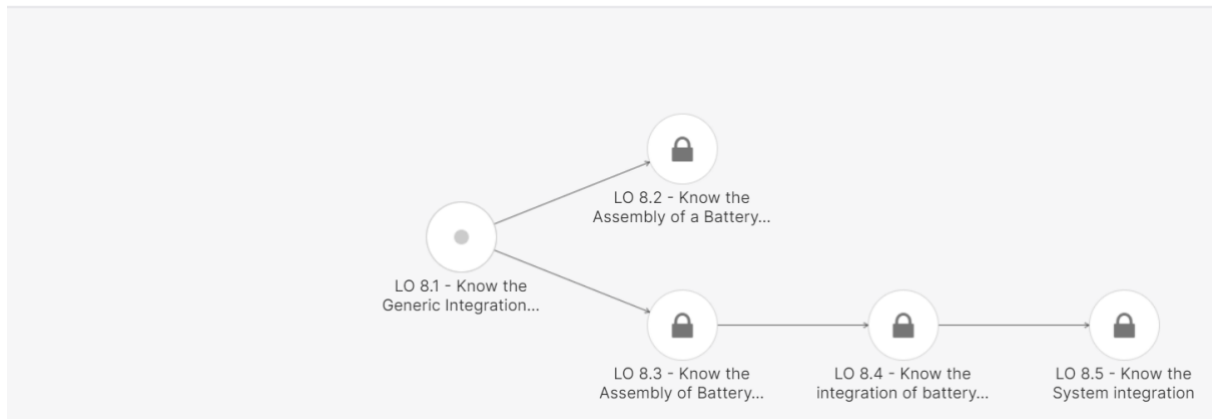 LO 8.2 - Know the
Assembly of a Battery...
LO 8.1 - Know the
Generic Integration...
LO 8.3 - Know the
Assembly of Battery...
LO 8.4 - Know the
integration of battery...
LO 8.5 - Know the
System integration